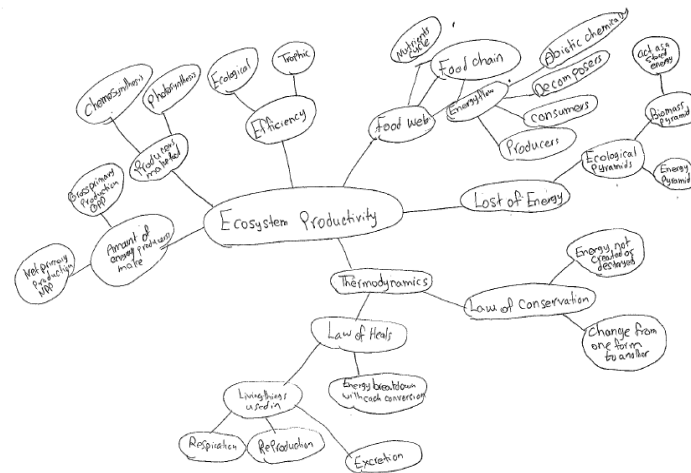 Nutrients
cycle
Food chain
Abiotic chemically
act as a
stored
energy
Chemosynthesis
Photosynthesis
Ecological
Trophic
Energy flow
Decomposers
Biomass
Pyramid
Efficiency
Food web
consumers
Producers
make food
Producers
Ecological
Pyramids
Energy
Pyramid
Gross primary
Production
GPP
Ecosystem Productivity
Lost of Energy
Amount of
energy producers
make
Net primary
Production
NPP
Thermodynamics
Energy not
created or
destroyed
Law of Conservation
Law of Heals
Change from
one form
to another
Living things
used in
Energy breakdown
with each conversion
Respiration
Reproduction
Excretion